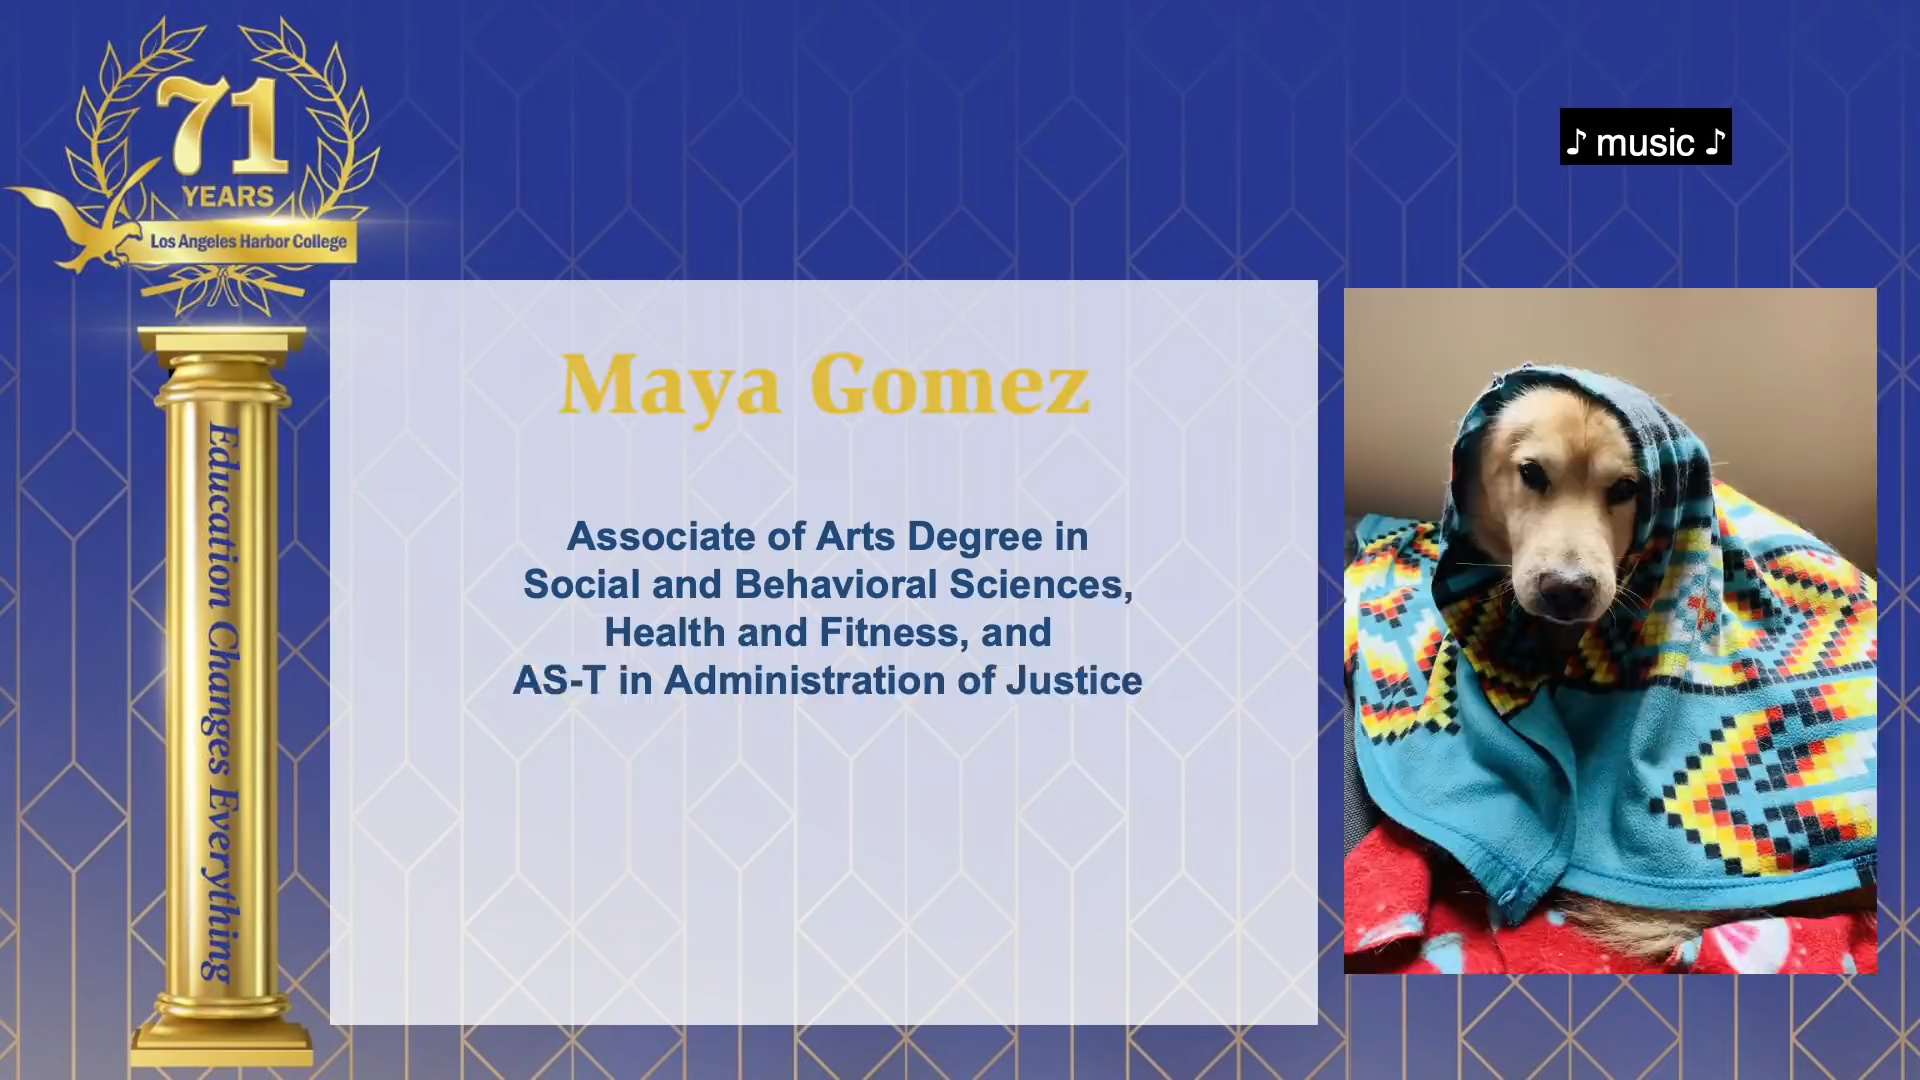 71
YEARS
Los Angeles Harbor College
Education Changes Everything
♪ music ♪
Maya Gomez
Associate of Arts Degree in
Social and Behavioral Sciences,
Health and Fitness, and
AS-T in Administration of Justice